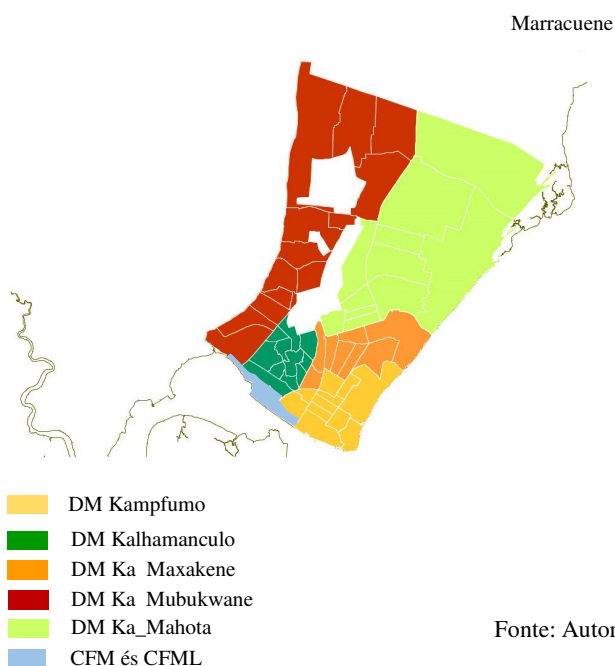 Marracuene
DM Kampfumo
DM Kalhamanculo
DM Ka Maxakene
DM Ka Mubukwane
DM Ka_Mahota
CFM és CFML
Fonte: Autor